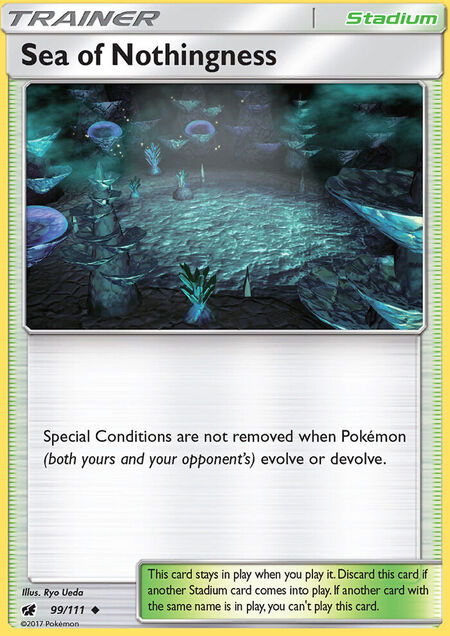 TRAINER
Stadium
Sea of Nothingness
Special Conditions are not removed when Pokémon
(both yours and your opponent's) evolve or devolve.
Illus. Ryo Ueda
99/111
©2017 Pokémon
This card stays in play when you play it. Discard this card if
another Stadium card comes into play. If another card with
the same name is in play, you can't play this card.